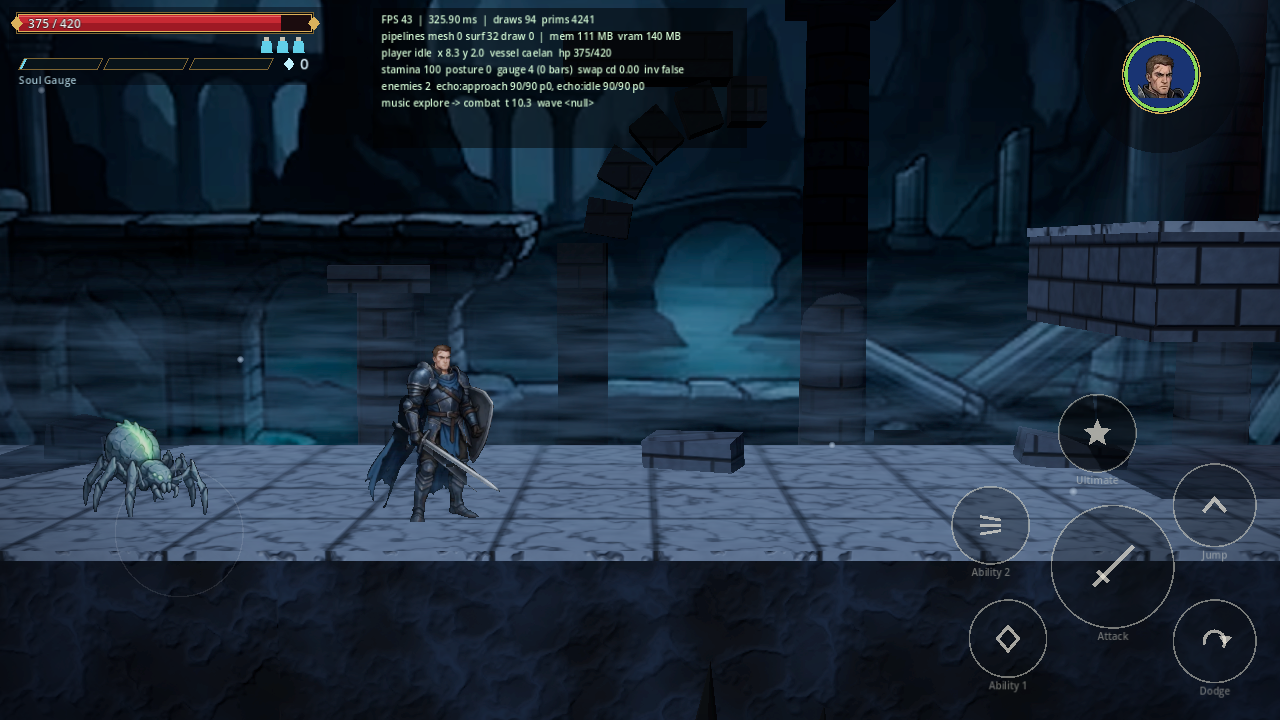 375 / 420
0
Soul Gauge
FPS 43 | 325.90 ms | draws 94 prims 4241
pipelines mesh 0 surf 32 draw 0 | mem 111 MB vram 140 MB
player idle x 8.3 y 2.0 vessel caelan hp 375/420
stamina 100 posture 0 gauge 4 (0 bars) swap cd 0.00 inv false
enemies 2 echo:approach 90/90 p0, echo:idle 90/90 p0
music explore -> combat t 10.3 wave <null>
Ultimate
Jump
Ability 2
Attack
Ability 1
Dodge